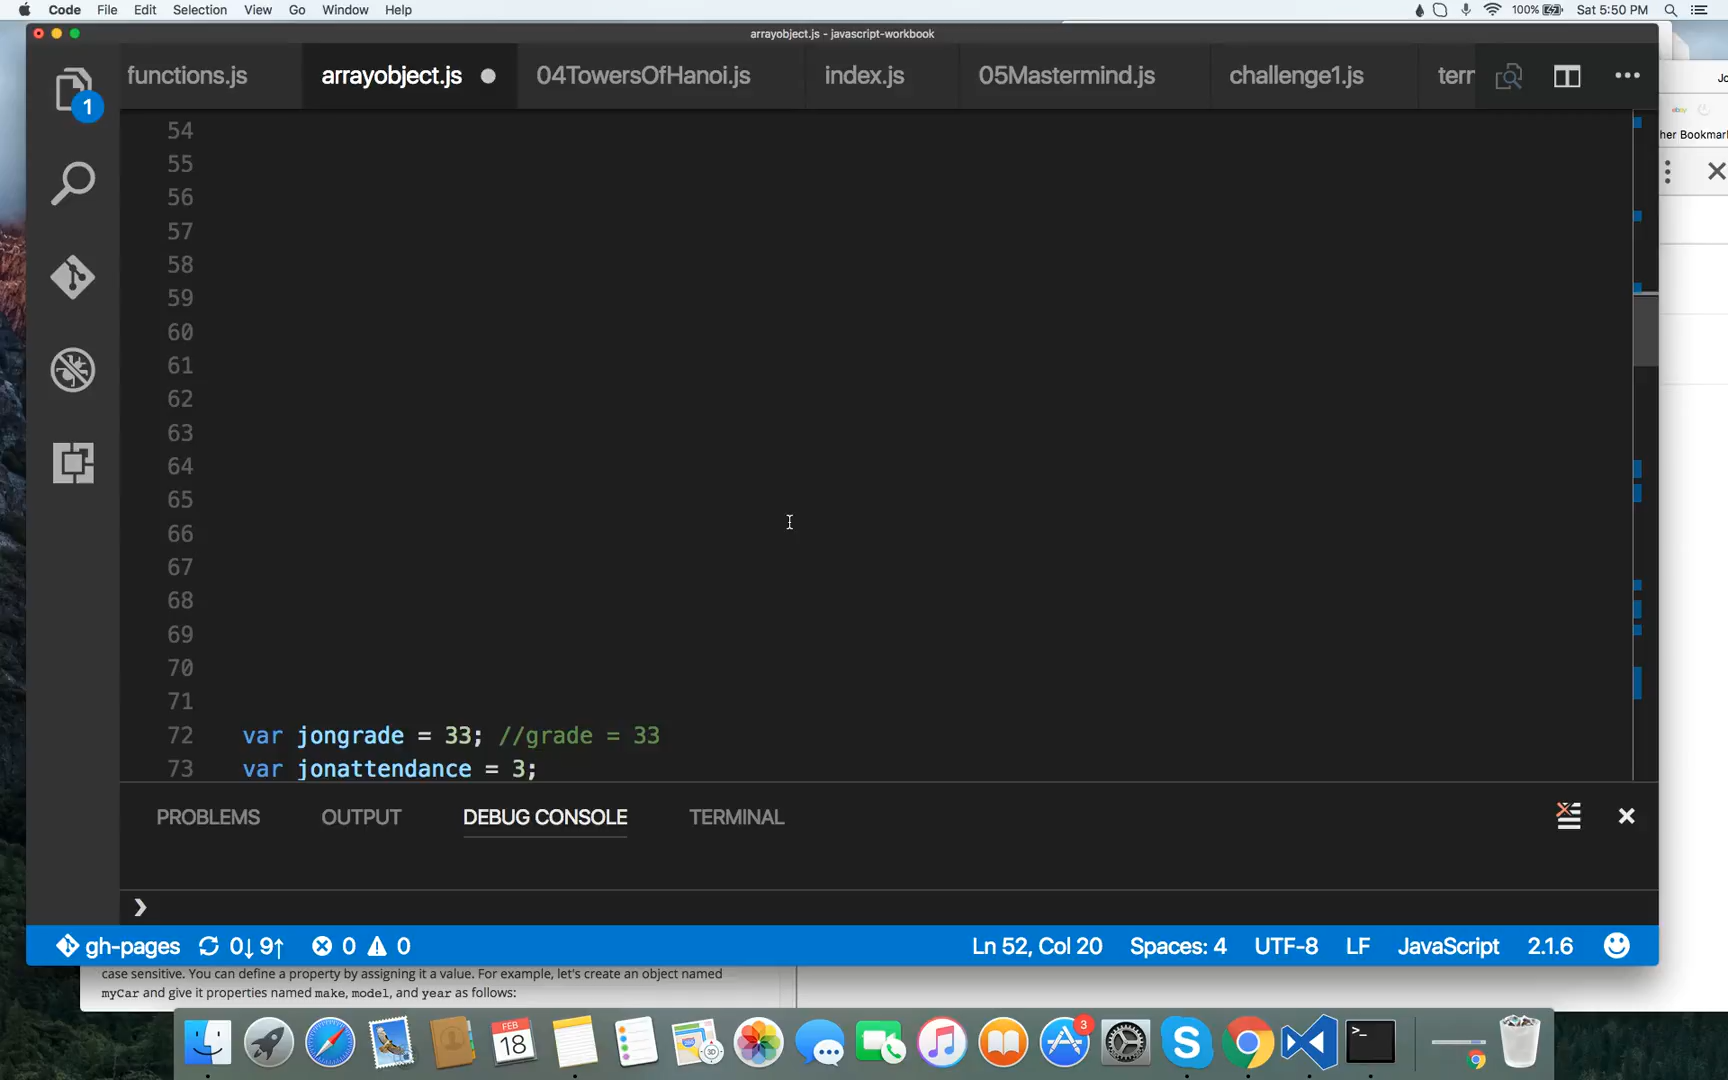 Code File Edit Selection View Go Window Help 100% Sat 5:50 PM
arrayobject.js - javascript-workbook
functions.js arrayobject.js 04TowersOfHanoi.js index.js 05Mastermind.js challenge1.js
1
ebay
her Bookmar
54
55
56
57
58
59
60
61
62
63
64
65
66
67
68
69
70
71
72 var jongrade = 33; //grade = 33
73 var jonattendance = 3;
PROBLEMS OUTPUT DEBUG CONSOLE TERMINAL
gh-pages 0↓ 9↑ 0 0 Ln 52, Col 20 Spaces: 4 UTF-8 LF JavaScript 2.1.6
case sensitive. You can define a property by assigning it a value. For example, let's create an object named
myCar and give it properties named make, model, and year as follows:
FEB
18
3D
3
>_